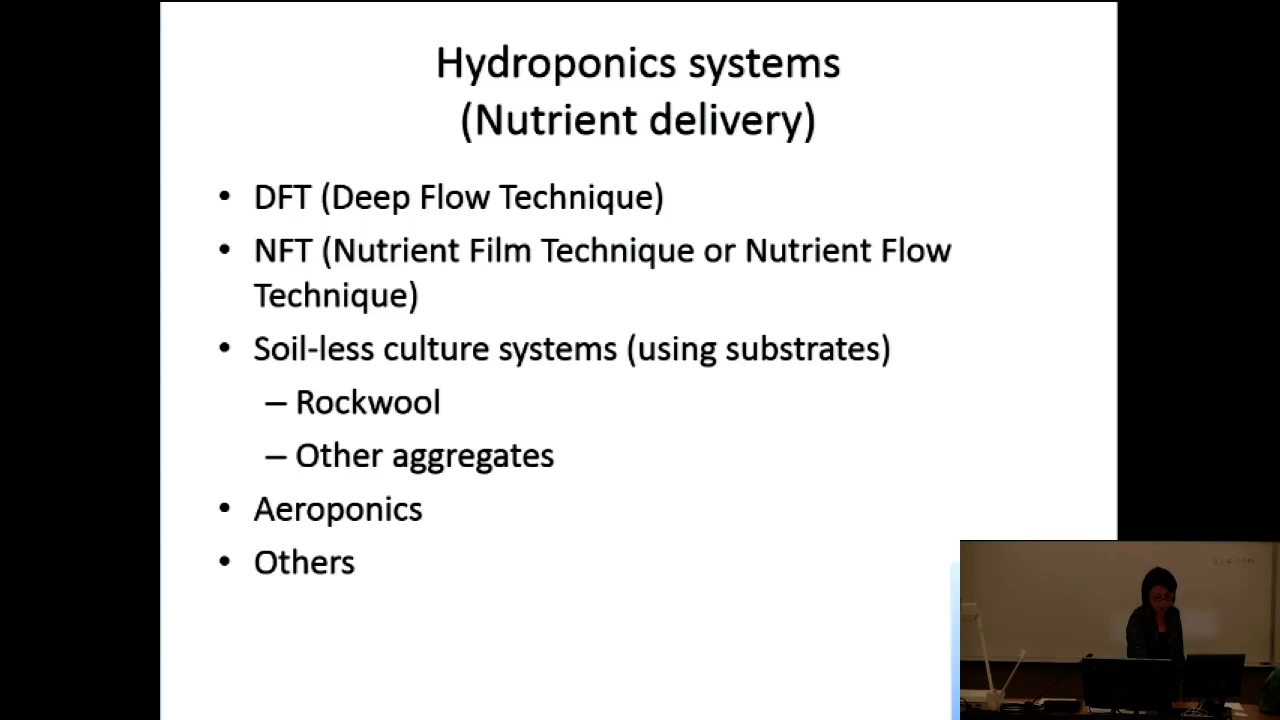 Hydroponics systems
(Nutrient delivery)
• DFT (Deep Flow Technique)
• NFT (Nutrient Film Technique or Nutrient Flow
Technique)
• Soil-less culture systems (using substrates)
– Rockwool
– Other aggregates
• Aeroponics
• Others